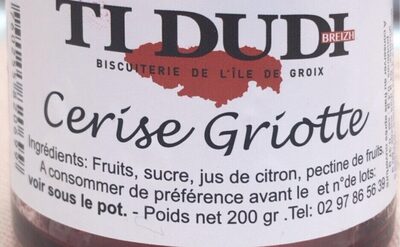 TI DUDI
BREIZH
BISCUITERIE DE L'ÎLE DE GROIX
Cerise Griotte
Ingrédients: Fruits, sucre, jus de citron, pectine de fruits.
A consommer de préférence avant le et n°de lots:
voir sous le pot. - Poids net 200 gr .Tel: 02 97 86 56 39